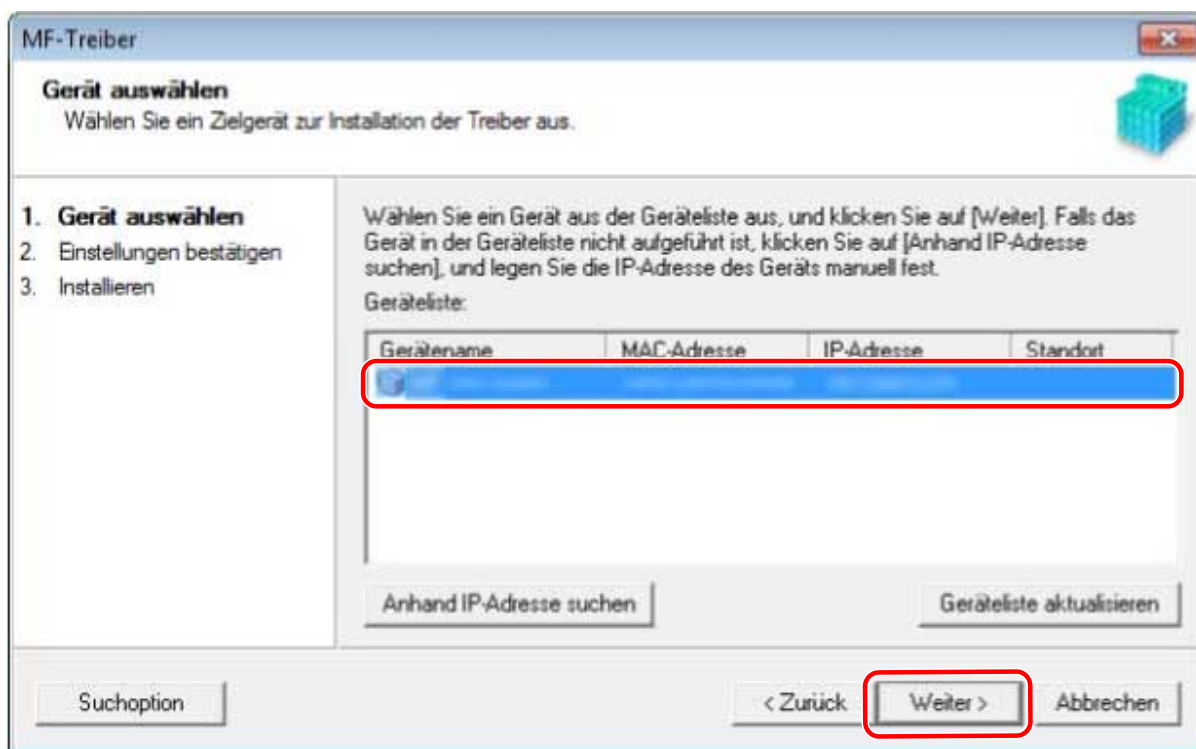 MF-Treiber
Gerät auswählen
Wählen Sie ein Zielgerät zur Installation der Treiber aus.
1. Gerät auswählen
2. Einstellungen bestätigen
3. Installieren
Wählen Sie ein Gerät aus der Geräteliste aus, und klicken Sie auf [Weiter]. Falls das
Gerät in der Geräteliste nicht aufgeführt ist, klicken Sie auf [Anhand IP-Adresse
suchen], und legen Sie die IP-Adresse des Geräts manuell fest.
Geräteliste:
Gerätename MAC-Adresse IP-Adresse Standort
Anhand IP-Adresse suchen Geräteliste aktualisieren
Suchoption < Zurück Weiter > Abbrechen